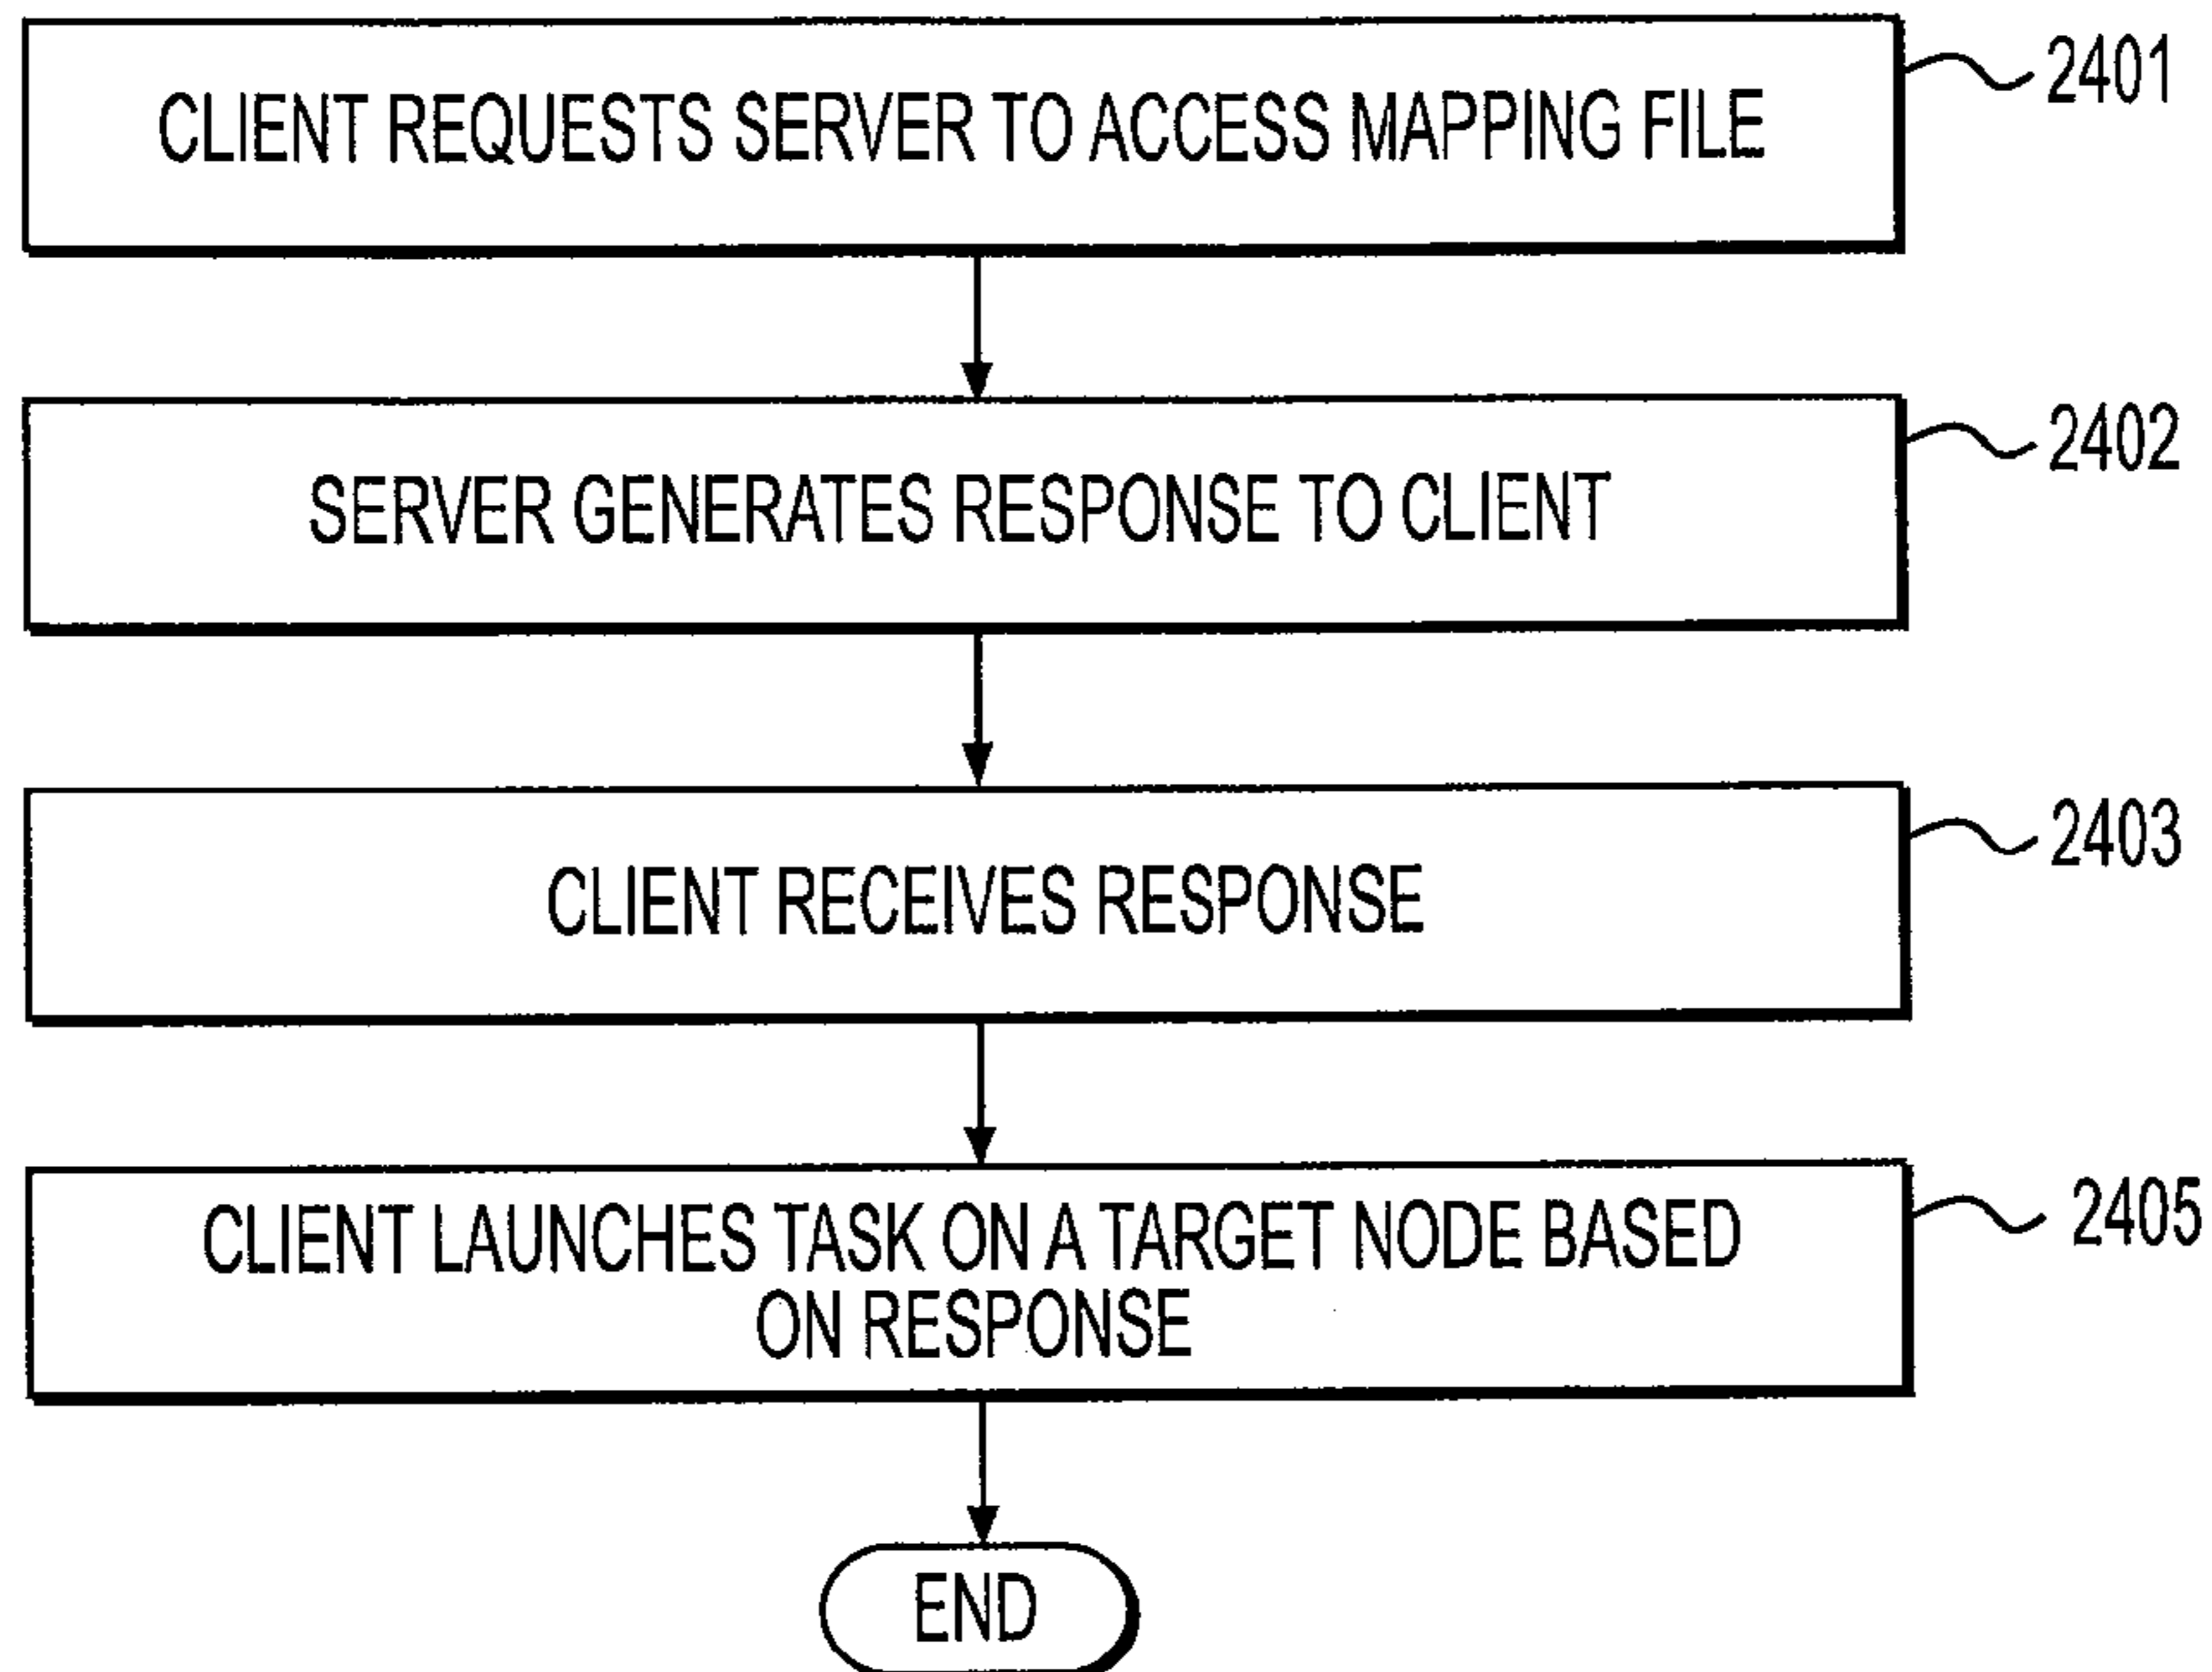 CLIENT REQUESTS SERVER TO ACCESS MAPPING FILE
2401
SERVER GENERATES RESPONSE TO CLIENT
2402
CLIENT RECEIVES RESPONSE
2403
CLIENT LAUNCHES TASK ON A TARGET NODE BASED
ON RESPONSE
2405
END